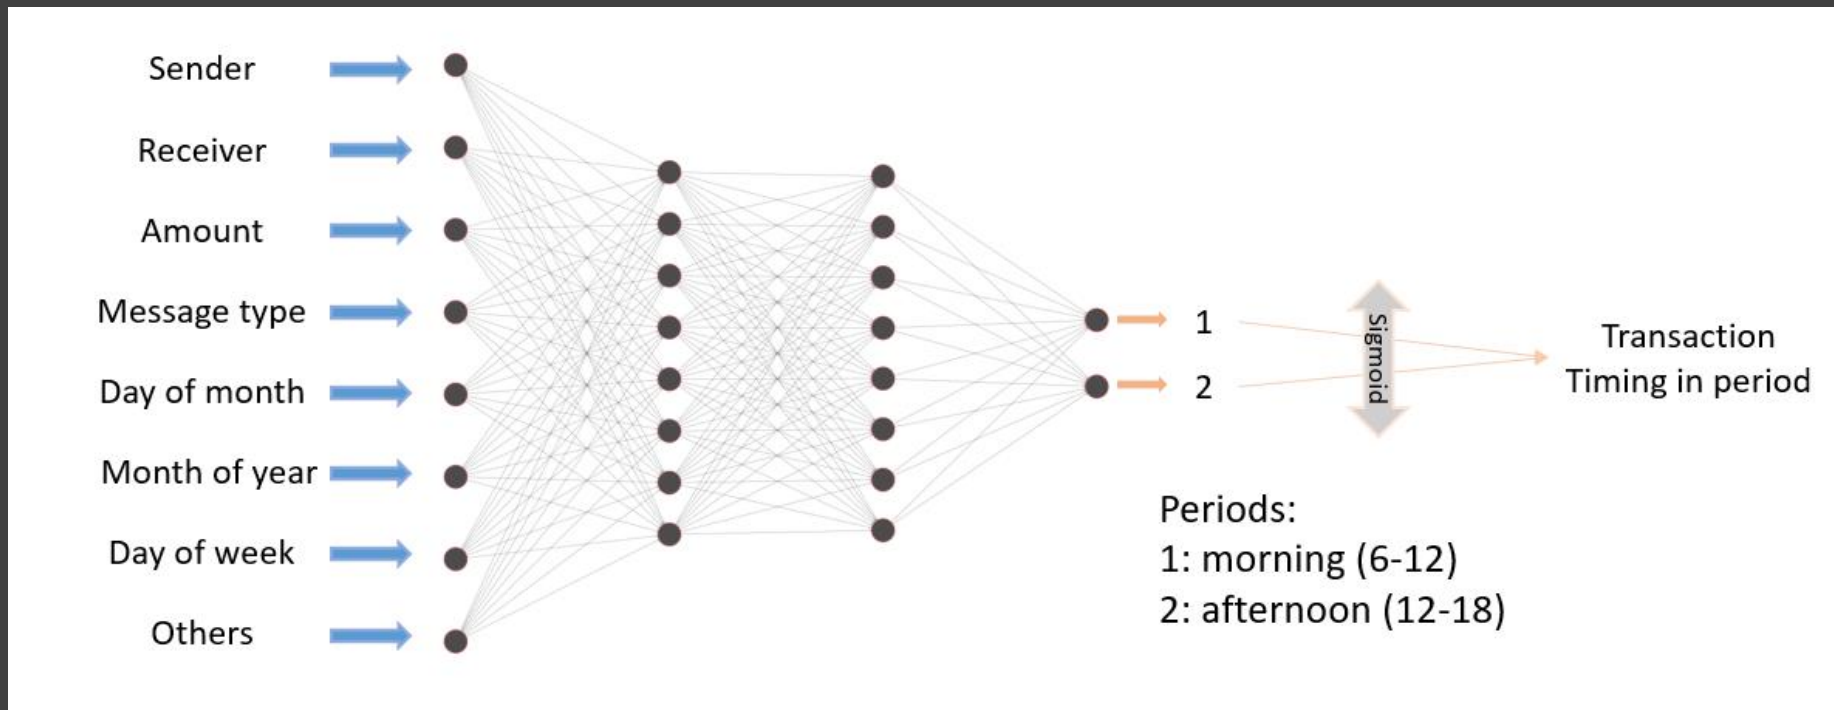 Sender
Receiver
Amount
Message type
Day of month
Month of year
Day of week
Others
1
2
Sigmoid
Transaction
Timing in period
Periods:
1: morning (6-12)
2: afternoon (12-18)